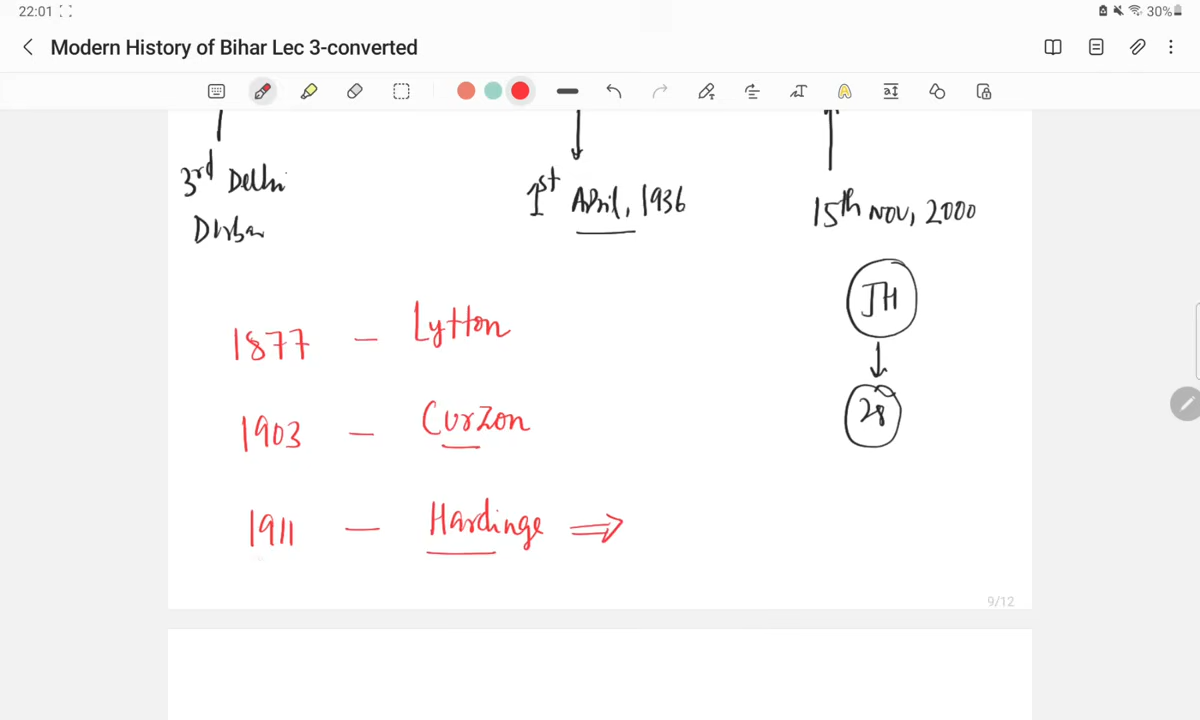 22:01
30%
Modern History of Bihar Lec 3-converted
3rd Delhi
Durbar
1st April, 1936
15th Nov, 2000
JH
28
1877 – Lytton
1903 – Curzon
1911 – Hardinge ⇒
9/12